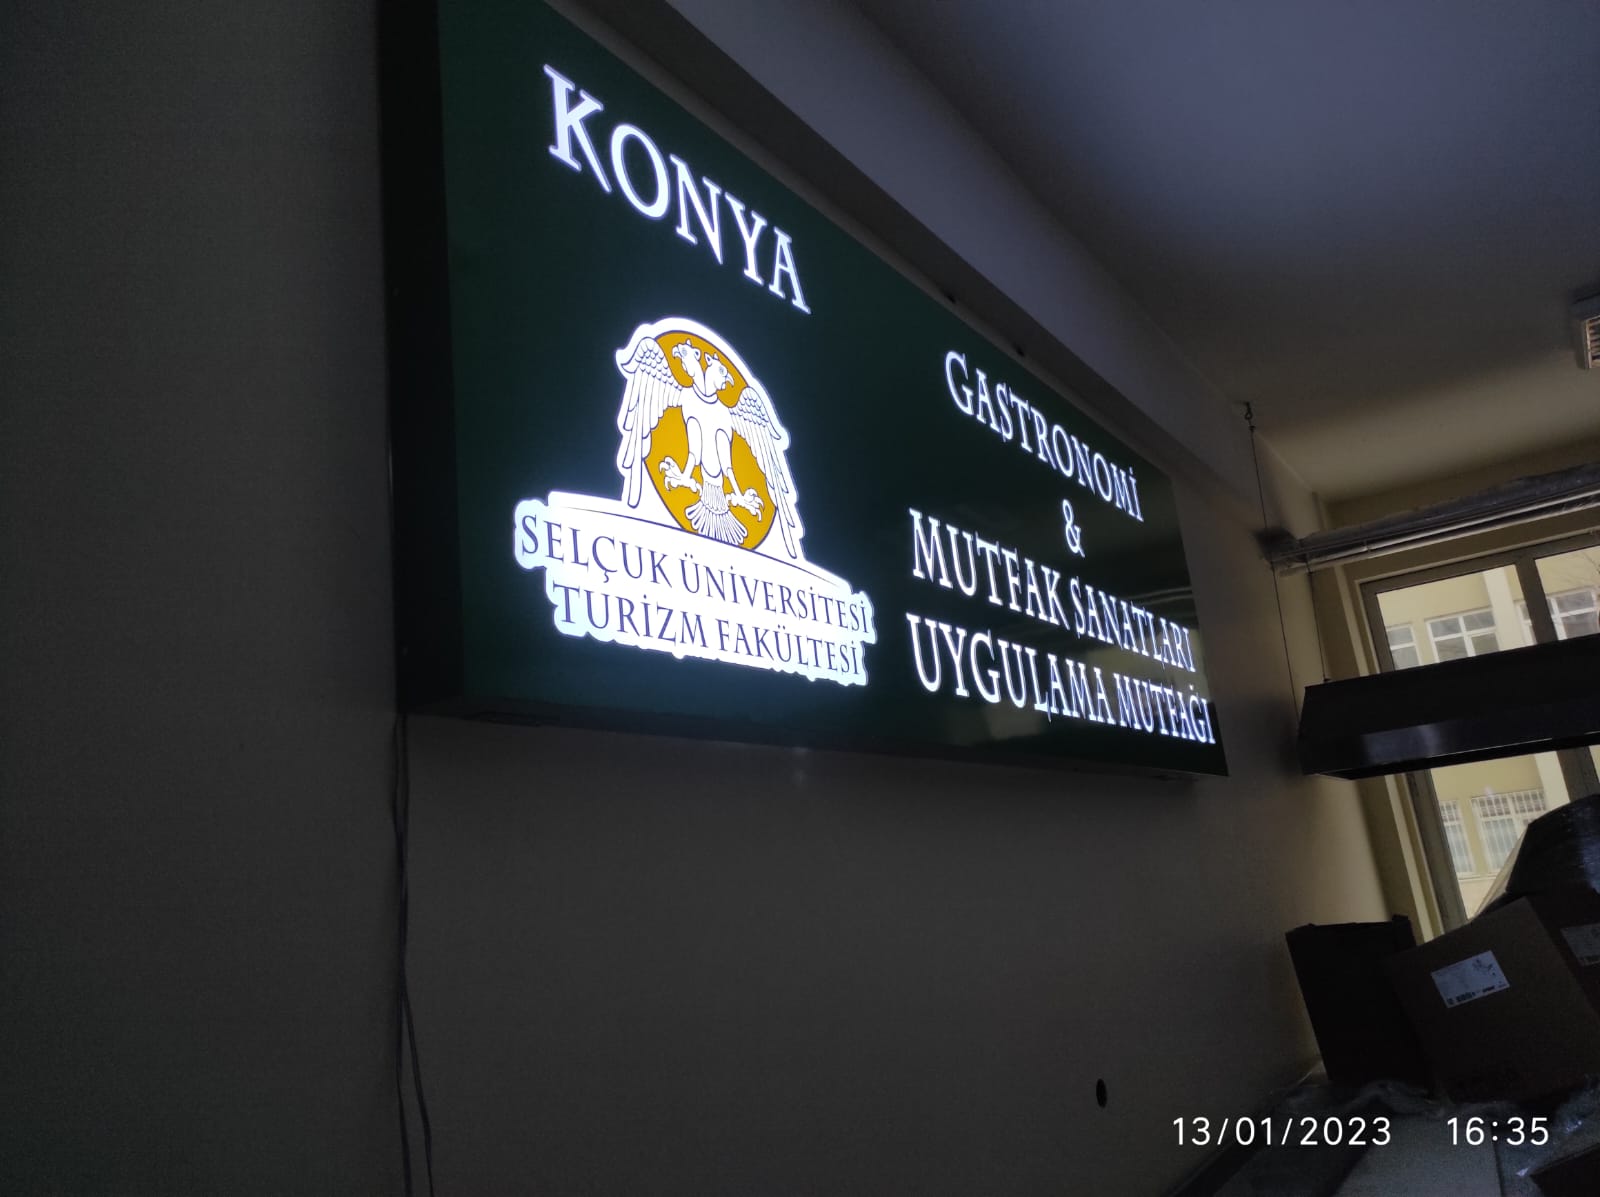 KONYA
SELÇUK ÜNİVERSİTESİ
TURİZM FAKÜLTESİ
GASTRONOMİ
&
MUTFAK SANATLARI
UYGULAMA MUTFAĞI
13/01/2023 16:35